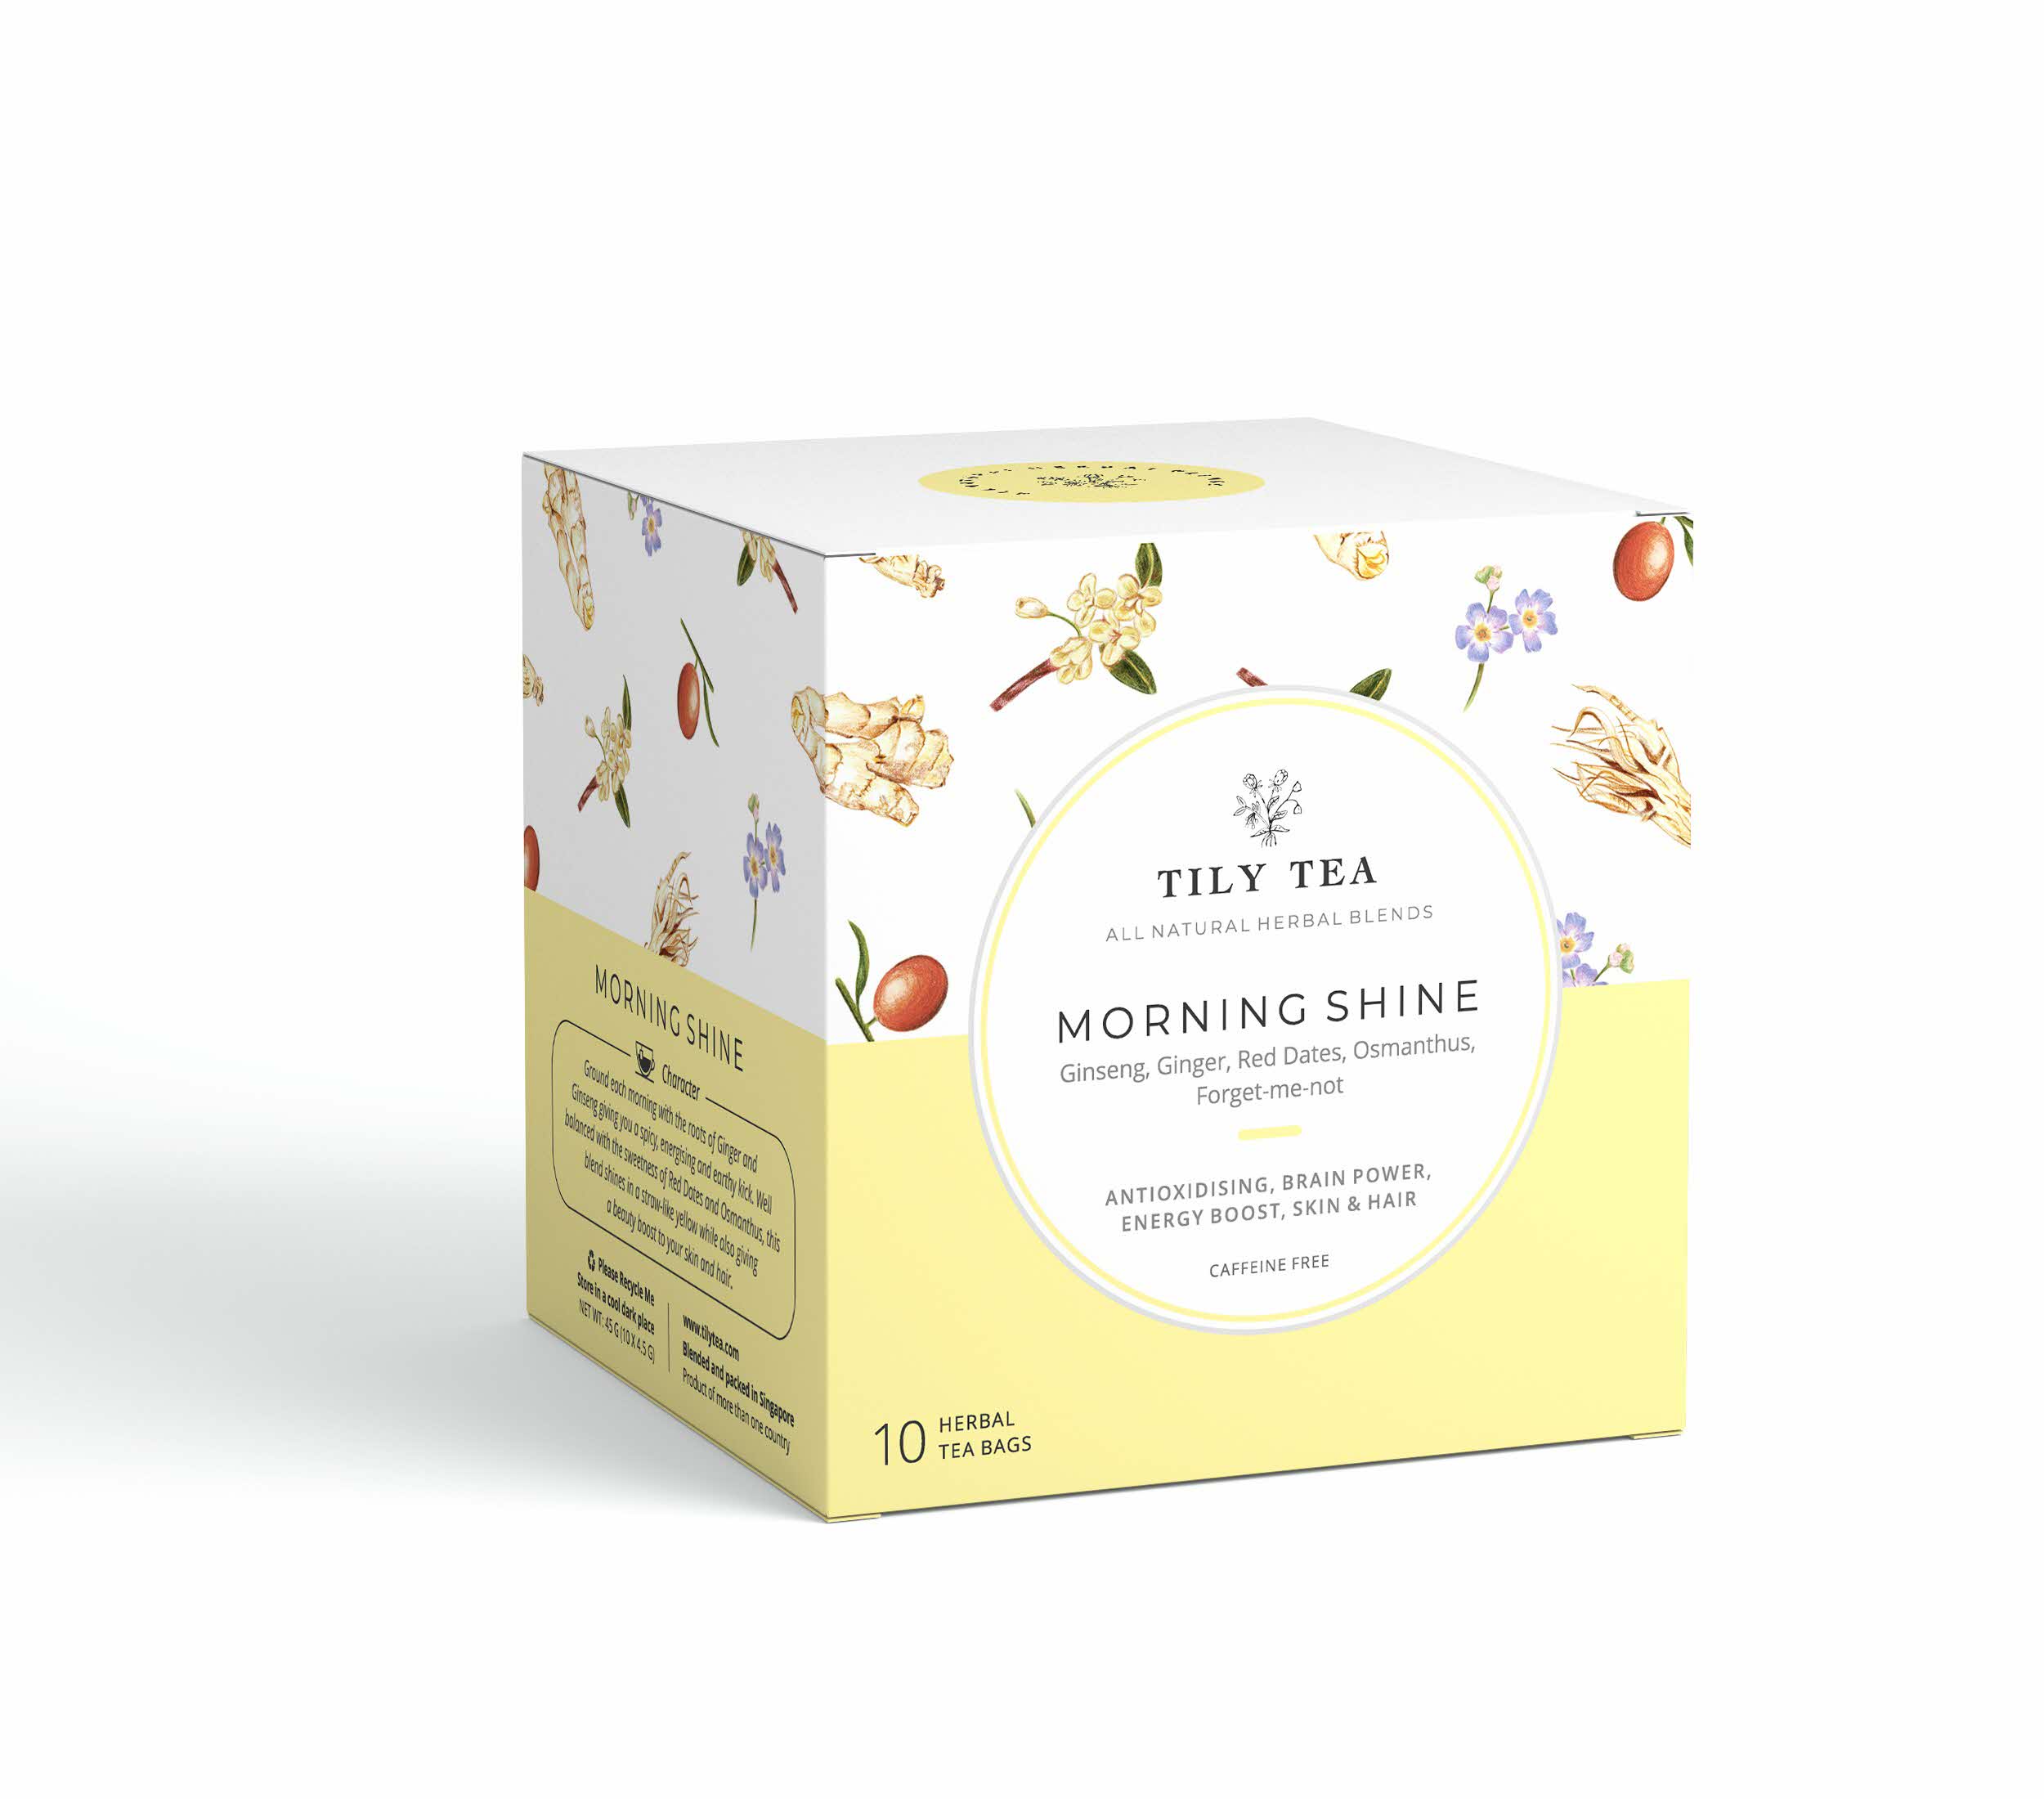 TILY TEA
ALL NATURAL HERBAL BLENDS
MORNING SHINE
Ginseng, Ginger, Red Dates, Osmanthus,
Forget-me-not
ANTIOXIDISING, BRAIN POWER,
ENERGY BOOST, SKIN & HAIR
CAFFEINE FREE
10
HERBAL
TEA BAGS
MORNING SHINE
Character
Ground each morning with the roots of Ginger and
Ginseng giving you a spicy, energising and earthy kick. Well
balanced with the sweetness of Red Dates and Osmanthus, this
blend shines in a straw-like yellow while also giving
a beauty boost to your skin and hair.
Please Recycle Me
Store in a cool dark place
NET WT: 45 G (10 X 4.5 G)
www.tilytea.com
Blended and packed in Singapore
Product of more than one country